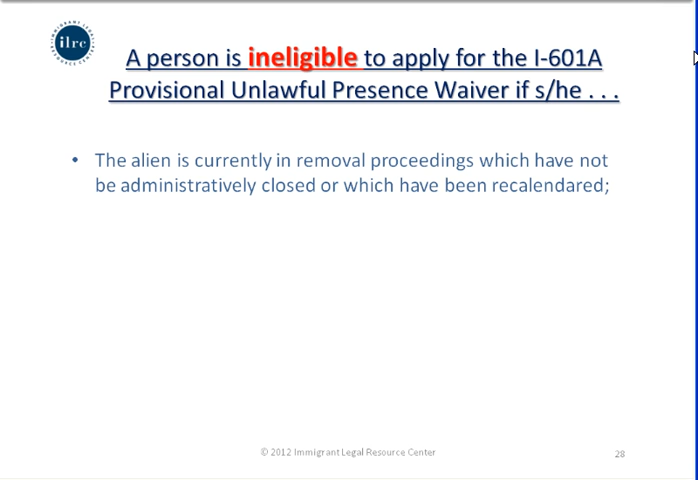 ilrc
A person is ineligible to apply for the I-601A
Provisional Unlawful Presence Waiver if s/he . . .
• The alien is currently in removal proceedings which have not
be administratively closed or which have been recalendared;
© 2012 Immigrant Legal Resource Center
28